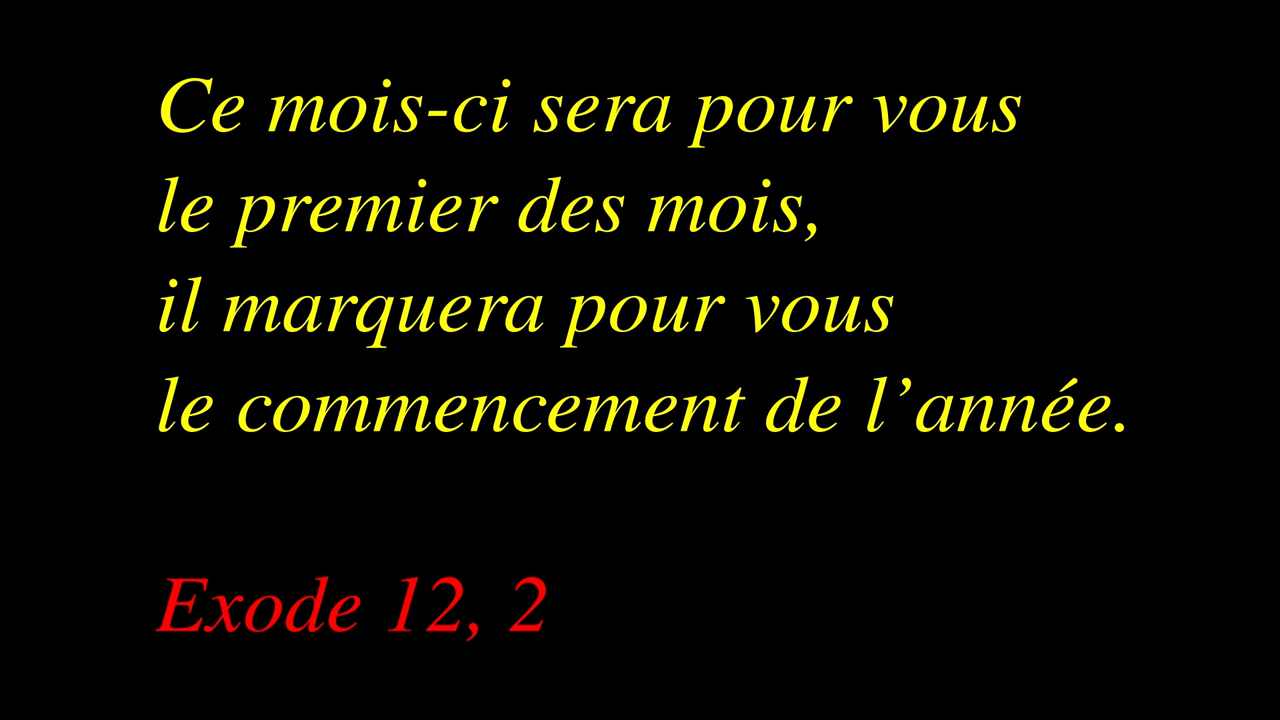 Ce mois-ci sera pour vous
le premier des mois,
il marquera pour vous
le commencement de l’année.
Exode 12, 2